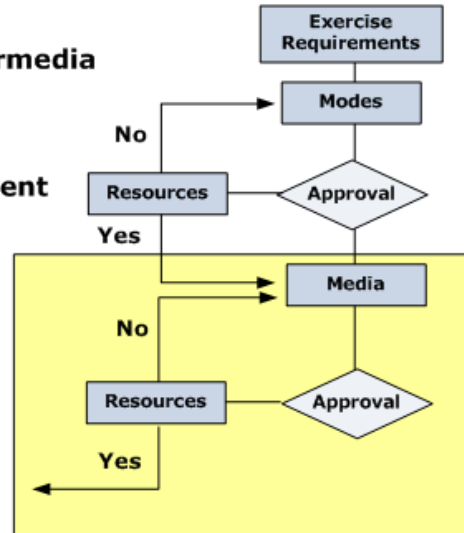 Exercise
Requirements
rmedia
Modes
No
ent
Resources
Approval
Yes
Media
No
Resources
Approval
Yes